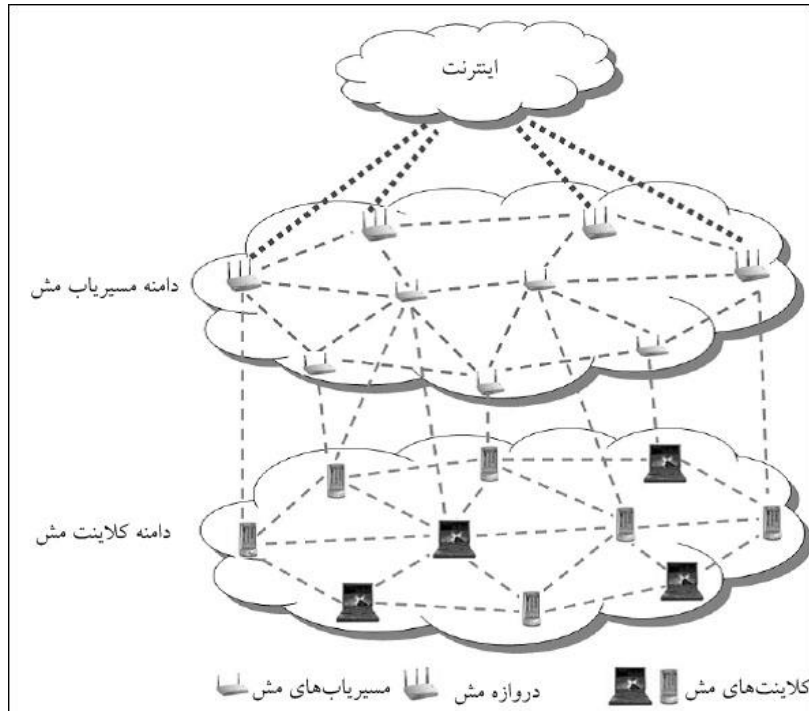 اینترنت
دامنه مسیریاب مش
دامنه کلاینت مش
کلاینت‌های مش
دروازه مش
مسیریاب‌های مش